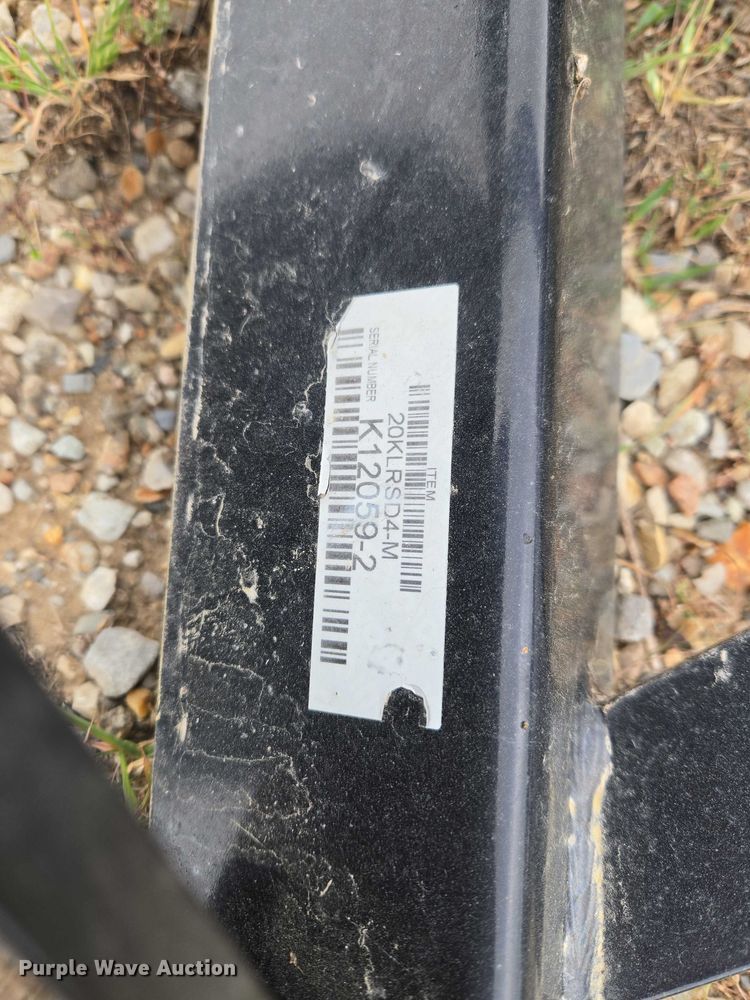 ITEM
20KLRSD4-M
SERIAL NUMBER
K12059-2
Purple Wave Auction